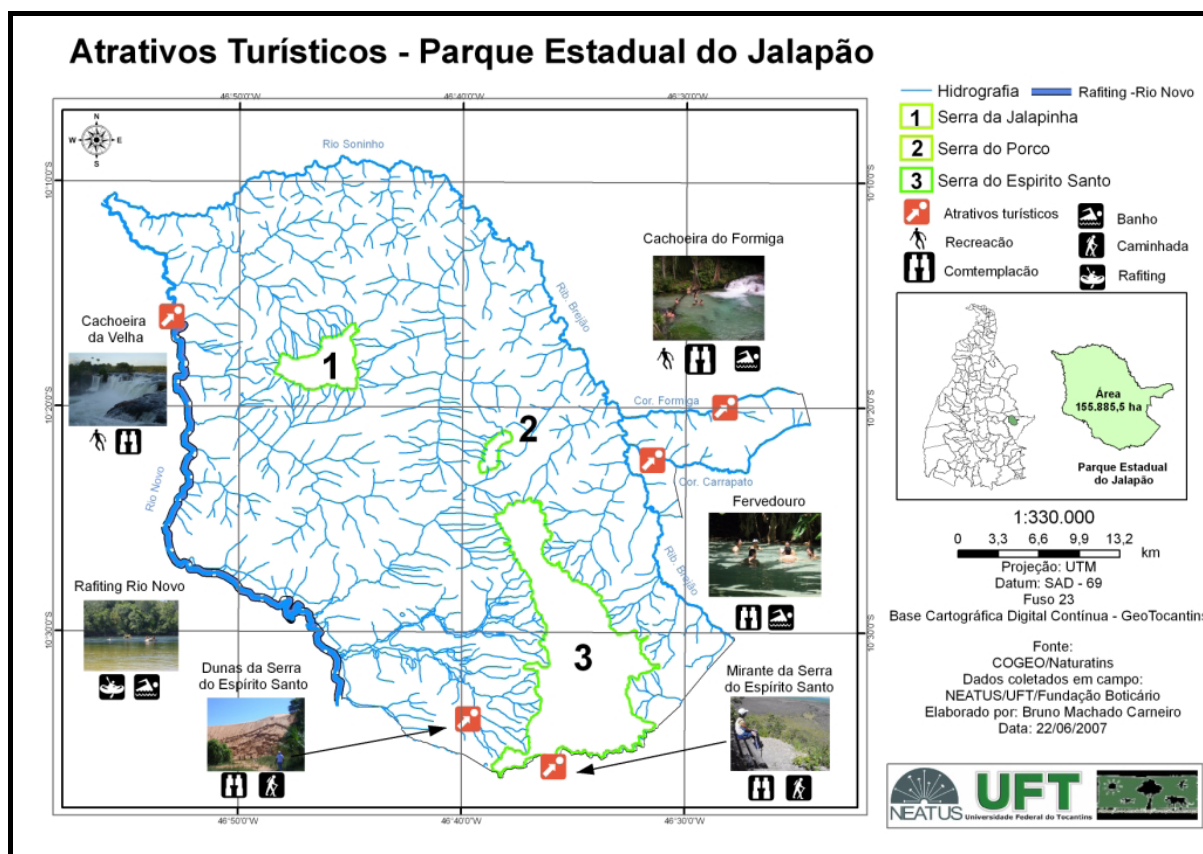 Atrativos Turísticos - Parque Estadual do Jalapão
46°50'0"W
46°40'0"W
46°30'0"W
N
W
E
S
Rio Soninho
10°10'0"S
10°10'0"S
Cachoeira do Formiga
Rib. Brejão
Cachoeira
da Velha
1
10°20'0"S
10°20'0"S
Cor. Formiga
2
Cor. Carrapato
Rio Novo
Fervedouro
Rib. Brejão
Rafiting Rio Novo
10°30'0"S
10°30'0"S
3
Dunas da Serra
do Espírito Santo
Mirante da Serra
do Espírito Santo
46°50'0"W
46°40'0"W
46°30'0"W
Hidrografia
Rafiting -Rio Novo
1 Serra da Jalapinha
2 Serra do Porco
3 Serra do Espirito Santo
Atrativos turísticos
Banho
Recreacão
Caminhada
Comtemplacão
Rafiting
Área
155.885,5 ha
Parque Estadual
do Jalapão
1:330.000
0 3,3 6,6 9,9 13,2
km
Projeção: UTM
Datum: SAD - 69
Fuso 23
Base Cartográfica Digital Contínua - GeoTocantins
Fonte:
COGEO/Naturatins
Dados coletados em campo:
NEATUS/UFT/Fundação Boticário
Elaborado por: Bruno Machado Carneiro
Data: 22/06/2007
NEATUS
UFT
Universidade Federal do Tocantins